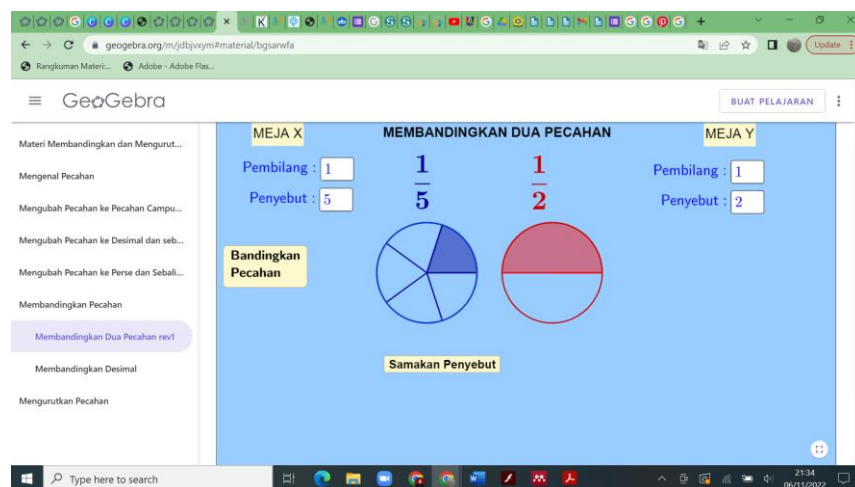 geogebra.org/m/jdbjvxym#material/bgsarwfa
Update
Rangkuman Materi:...
Adobe - Adobe Flas...
GeoGebra
BUAT PELAJARAN
Materi Membandingkan dan Mengurut...
Mengenal Pecahan
Mengubah Pecahan ke Pecahan Campu...
Mengubah Pecahan ke Desimal dan seb...
Mengubah Pecahan ke Perse dan Sebali...
Membandingkan Pecahan
Membandingkan Dua Pecahan rev1
Membandingkan Desimal
Mengurutkan Pecahan
MEJA X
MEMBANDINGKAN DUA PECAHAN
MEJA Y
Pembilang : 1
Penyebut : 5
1
5
1
2
Pembilang : 1
Penyebut : 2
Bandingkan
Pecahan
Samakan Penyebut
Type here to search
21:34
06/11/2022